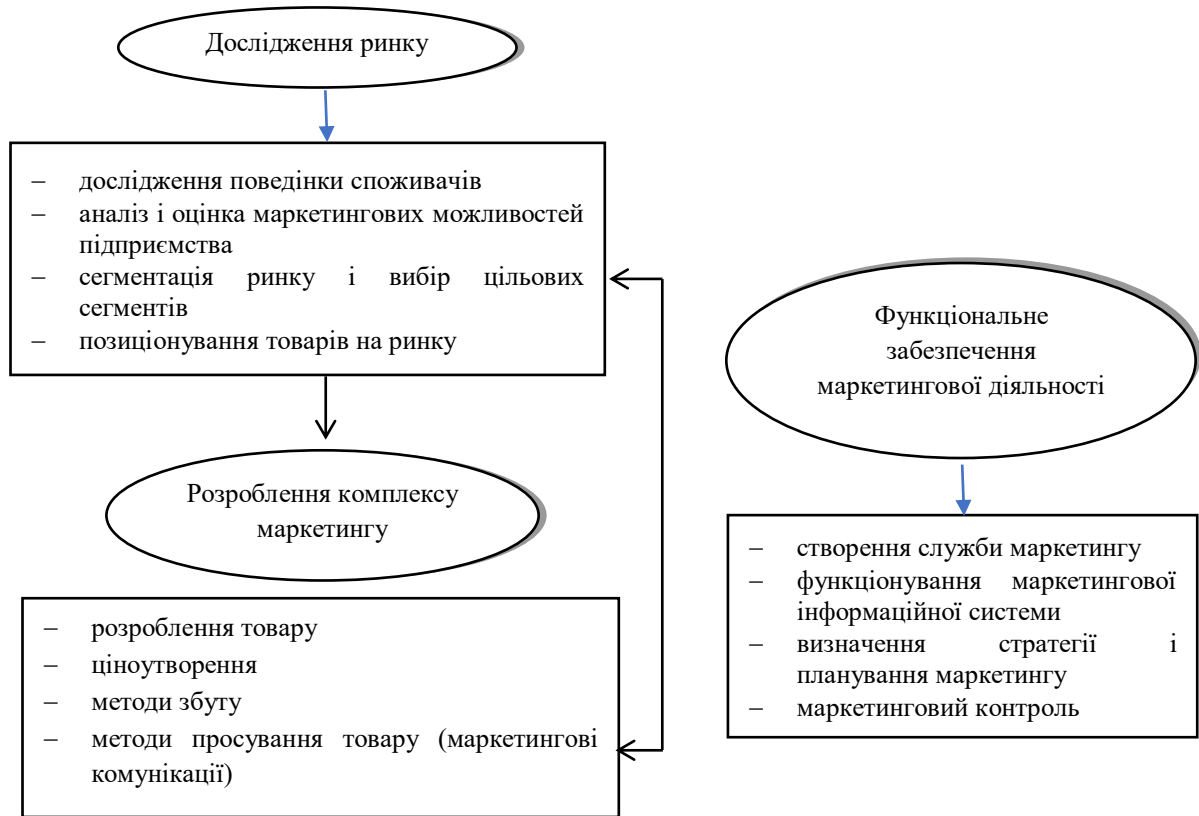 Дослідження ринку
– дослідження поведінки споживачів
– аналіз і оцінка маркетингових можливостей
підприємства
– сегментація ринку і вибір цільових
сегментів
– позиціонування товарів на ринку
Розроблення комплексу
маркетингу
– розроблення товару
– ціноутворення
– методи збуту
– методи просування товару (маркетингові
комунікації)
Функціональне
забезпечення
маркетингової діяльності
– створення служби маркетингу
– функціонування маркетингової
інформаційної системи
– визначення стратегії і
планування маркетингу
– маркетинговий контроль